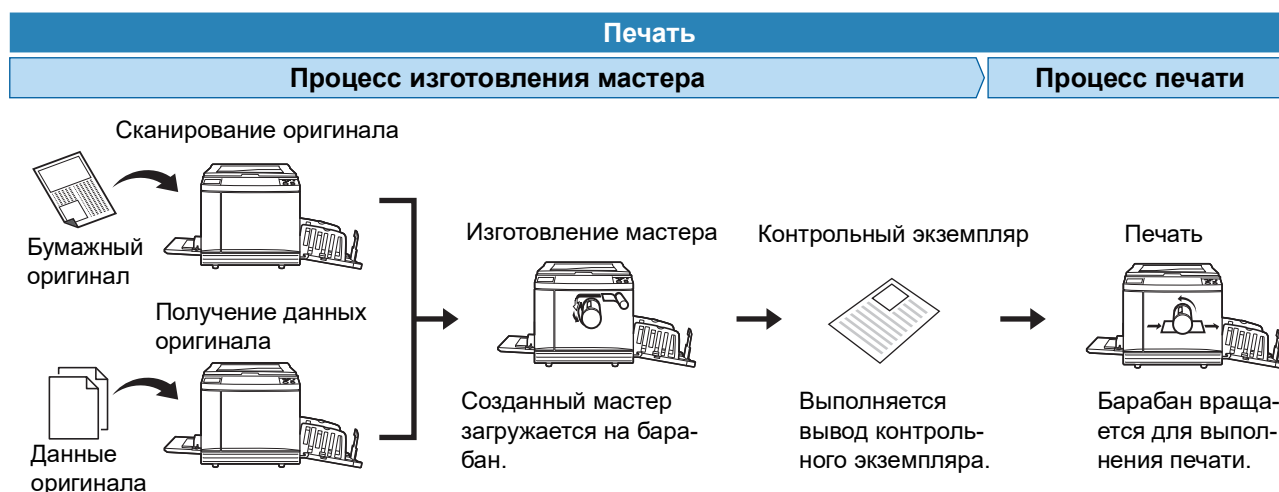 Печать
Процесс изготовления мастера
Процесс печати
Сканирование оригинала
Бумажный
оригинал
Получение данных
оригинала
Данные
оригинала
Изготовление мастера
Созданный мастер
загружается на бара-
бан.
Контрольный экземпляр
Выполняется
вывод контроль-
ного экземпляра.
Печать
Барабан враща-
ется для выпол-
нения печати.